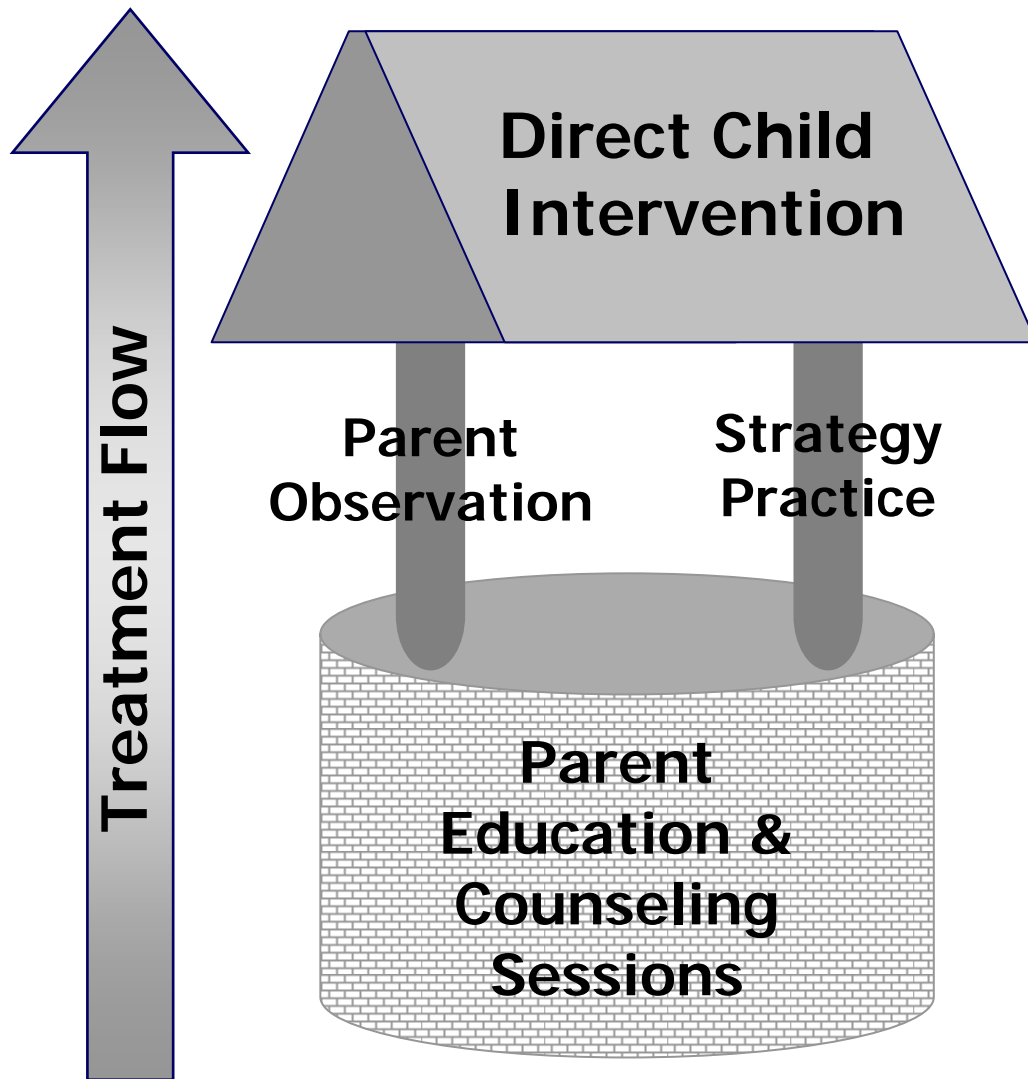 Treatment Flow
Direct Child
Intervention
Parent
Observation
Strategy
Practice
Parent
Education &
Counseling
Sessions